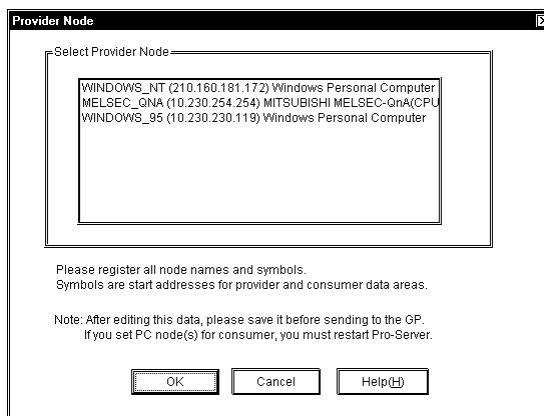 Provider Node
Select Provider Node
WINDOWS_NT (210.160.181.172) Windows Personal Computer
MELSEC_QNA (10.230.254.254) MITSUBISHI MELSEC-QnA(CPU
WINDOWS_95 (10.230.230.119) Windows Personal Computer
Please register all node names and symbols.
Symbols are start addresses for provider and consumer data areas.
Note: After editing this data, please save it before sending to the GP.
If you set PC node(s) for consumer, you must restart Pro-Server.
OK Cancel Help(H)